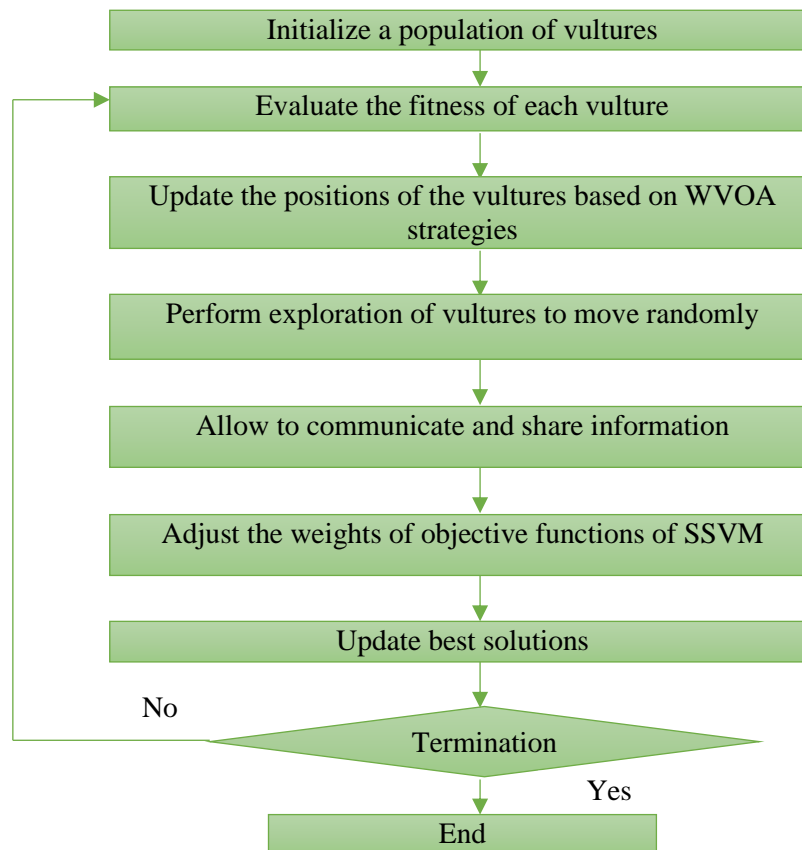 Initialize a population of vultures
Evaluate the fitness of each vulture
Update the positions of the vultures based on WVOA
strategies
Perform exploration of vultures to move randomly
Allow to communicate and share information
Adjust the weights of objective functions of SSVM
Update best solutions
No
Termination
Yes
End